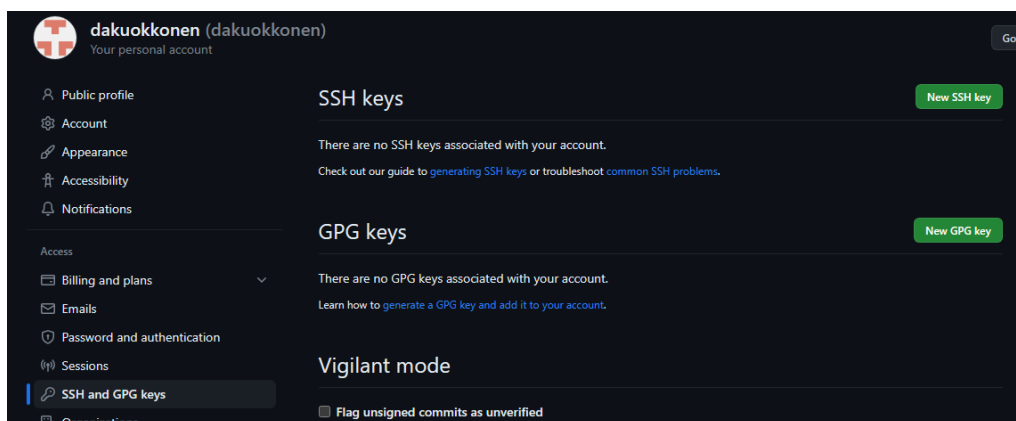 dakuokkonen (dakuokkonen)
Your personal account
Go
Public profile
Account
Appearance
Accessibility
Notifications
Access
Billing and plans
Emails
Password and authentication
Sessions
SSH and GPG keys
SSH keys
New SSH key
There are no SSH keys associated with your account.
Check out our guide to generating SSH keys or troubleshoot common SSH problems.
GPG keys
New GPG key
There are no GPG keys associated with your account.
Learn how to generate a GPG key and add it to your account.
Vigilant mode
Flag unsigned commits as unverified